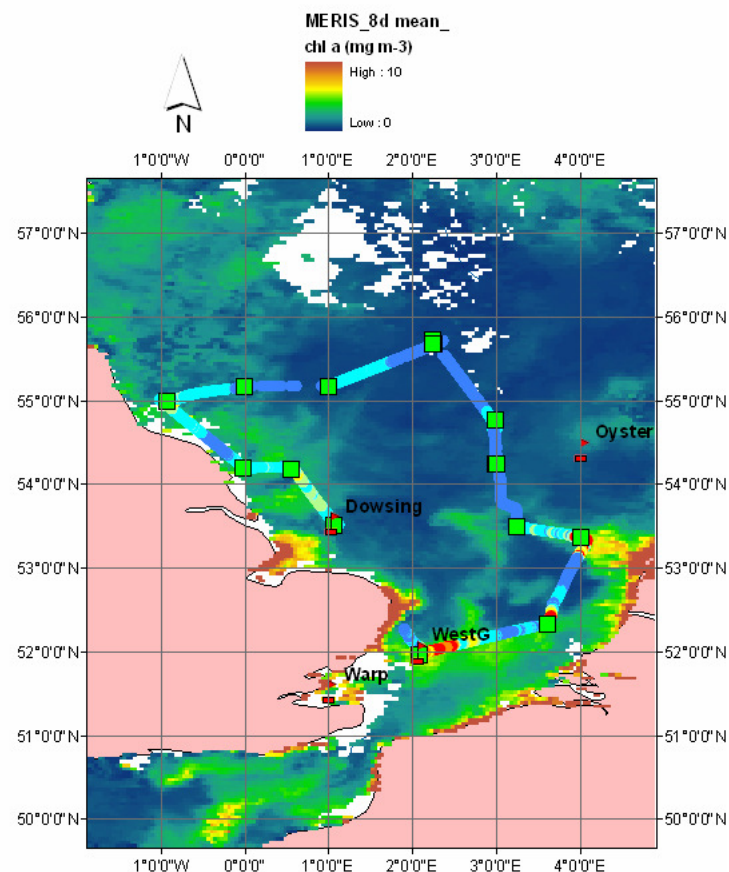 MERIS_8d mean_
chl a (mg m-3)
High : 10
Low : 0
N
1°0'0"W 0°0'0" 1°0'0"E 2°0'0"E 3°0'0"E 4°0'0"E
57°0'0"N 57°0'0"N
56°0'0"N 56°0'0"N
55°0'0"N 55°0'0"N
Oyster
54°0'0"N 54°0'0"N
Dowsing
53°0'0"N 53°0'0"N
WestG
52°0'0"N 52°0'0"N
Warp
51°0'0"N 51°0'0"N
50°0'0"N 50°0'0"N
1°0'0"W 0°0'0" 1°0'0"E 2°0'0"E 3°0'0"E 4°0'0"E